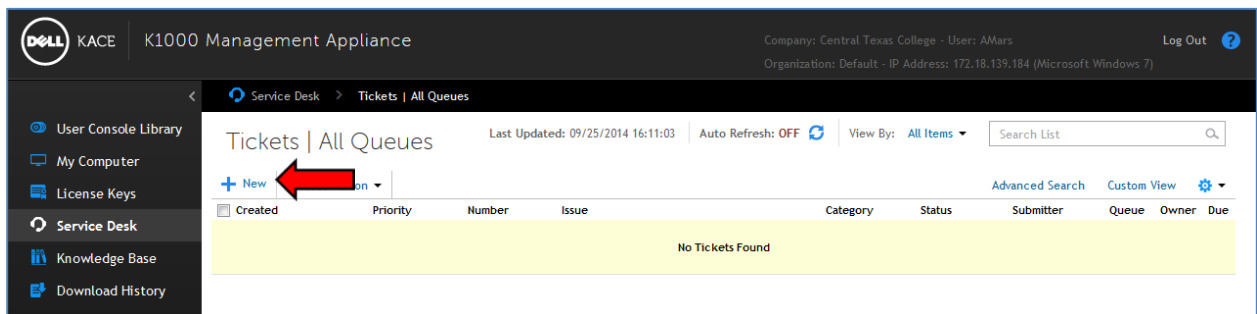 DELL KACE K1000 Management Appliance
Company: Central Texas College - User: AMars
Log Out ?
Organization: Default - IP Address: 172.18.139.184 (Microsoft Windows 7)
Service Desk > Tickets | All Queues
User Console Library
My Computer
License Keys
Service Desk
Knowledge Base
Download History
Tickets | All Queues
Last Updated: 09/25/2014 16:11:03
Auto Refresh: OFF
View By: All Items
Search List
New
Advanced Search
Custom View
Created Priority Number Issue Category Status Submitter Queue Owner Due
No Tickets Found